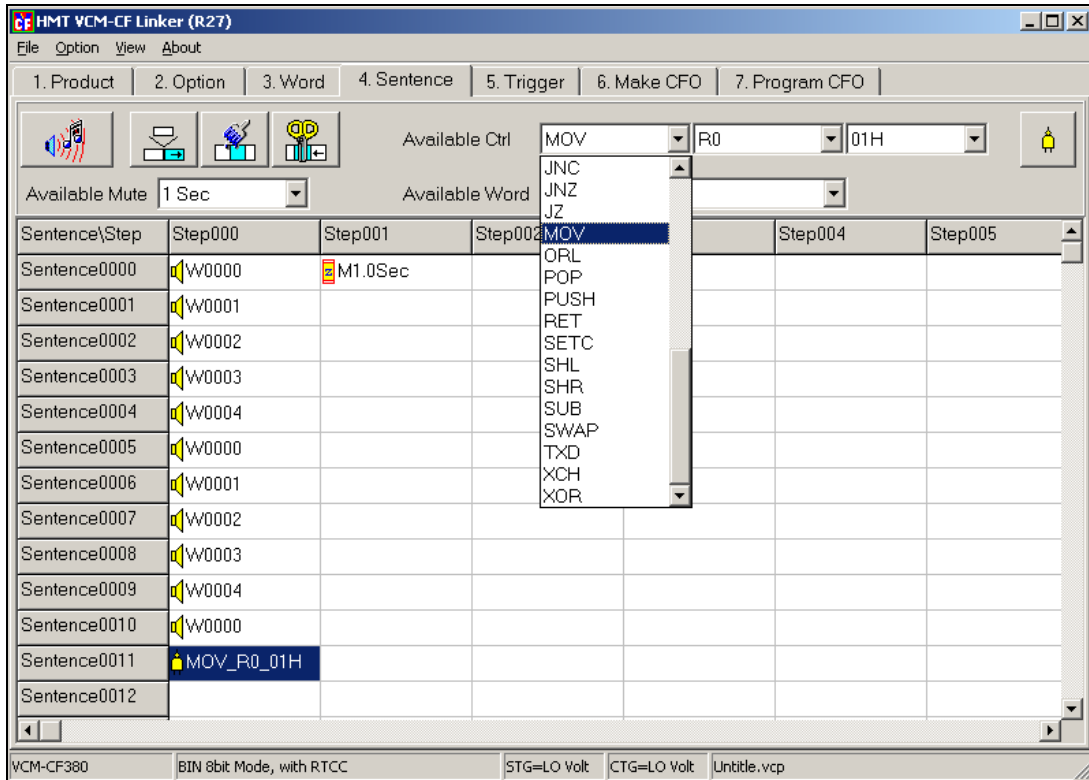 HMT VCM-CF Linker (R27)
File Option View About
1. Product 2. Option 3. Word 4. Sentence 5. Trigger 6. Make CFO 7. Program CFO
Available Ctrl MOV R0 01H
Available Mute 1 Sec Available Word
JNC
JNZ
JZ
MOV
ORL
POP
PUSH
RET
SETC
SHL
SHR
SUB
SWAP
TXD
XCH
XOR
Sentence\Step Step000 Step001 Step002 Step004 Step005
Sentence0000 W0000 z M1.0Sec
Sentence0001 W0001
Sentence0002 W0002
Sentence0003 W0003
Sentence0004 W0004
Sentence0005 W0000
Sentence0006 W0001
Sentence0007 W0002
Sentence0008 W0003
Sentence0009 W0004
Sentence0010 W0000
Sentence0011 MOV_R0_01H
Sentence0012
VCM-CF380 BIN 8bit Mode, with RTCC STG=LO Volt CTG=LO Volt Untitle.vcp